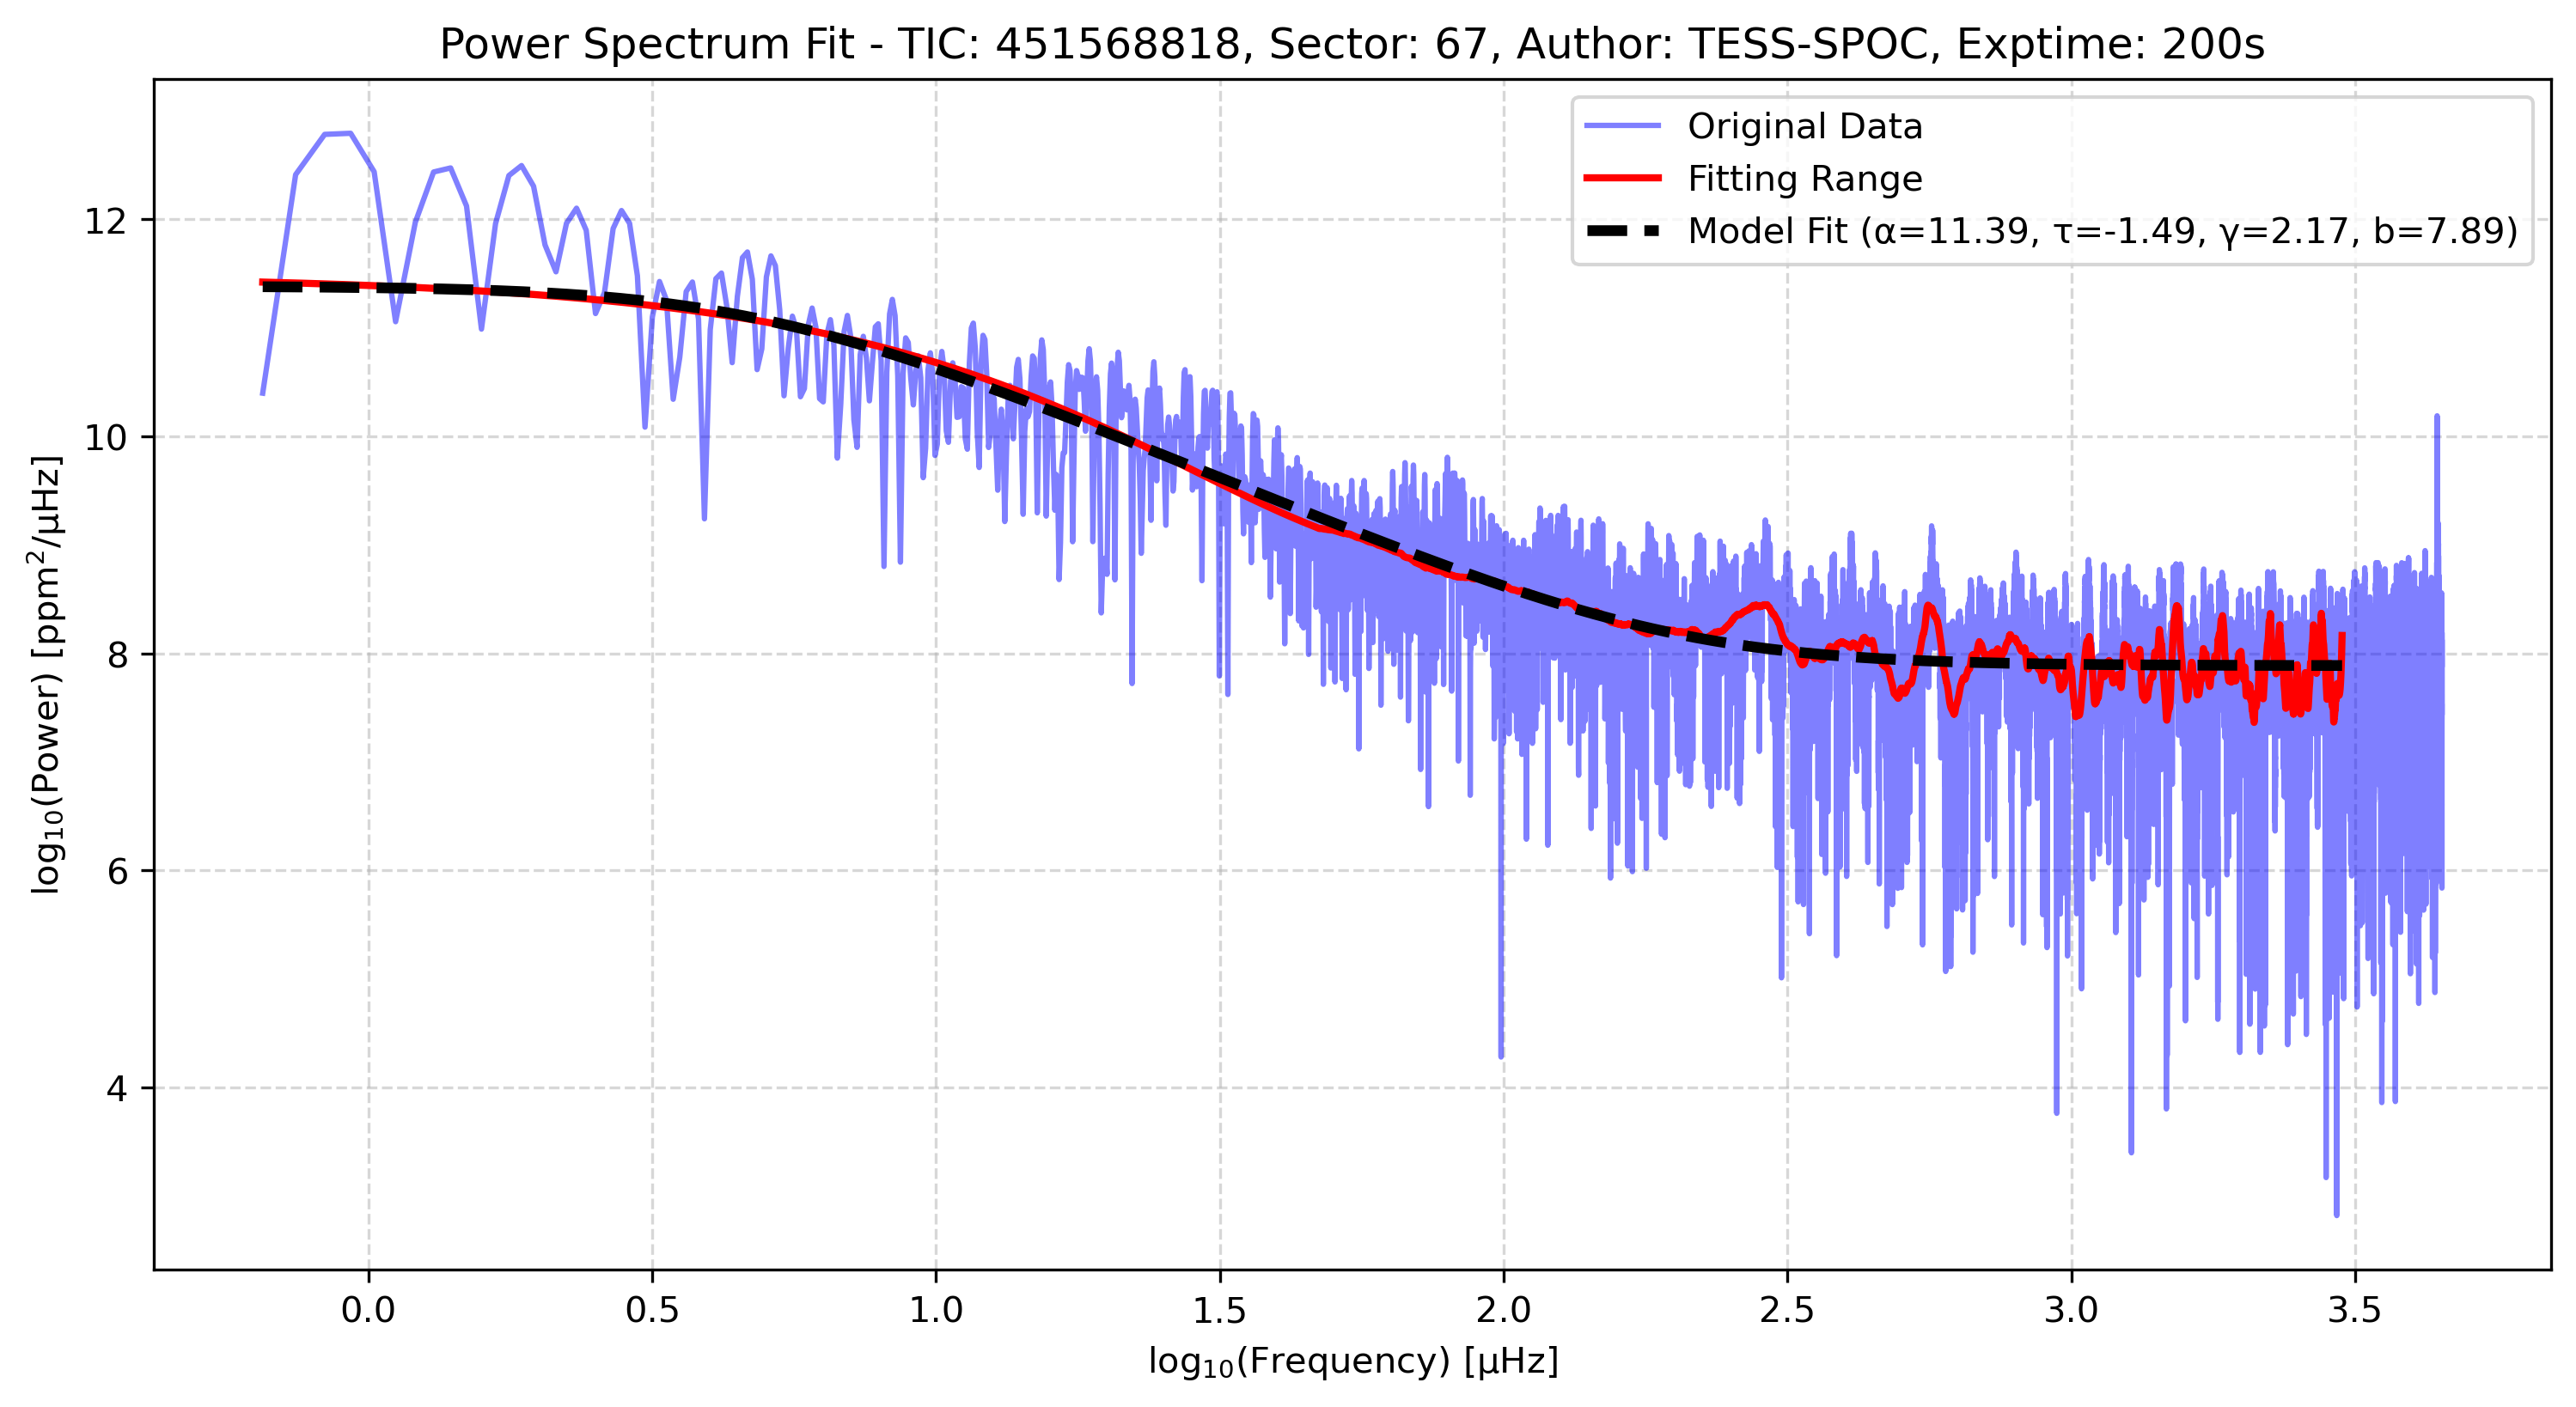 Power Spectrum Fit - TIC: 451568818, Sector: 67, Author: TESS-SPOC, Exptime: 200s
Original Data
Fitting Range
Model Fit (α=11.39, τ=-1.49, γ=2.17, b=7.89)
log₁₀(Power) [ppm²/μHz]
12
10
8
6
4
0.0 0.5 1.0 1.5 2.0 2.5 3.0 3.5
log₁₀(Frequency) [μHz]